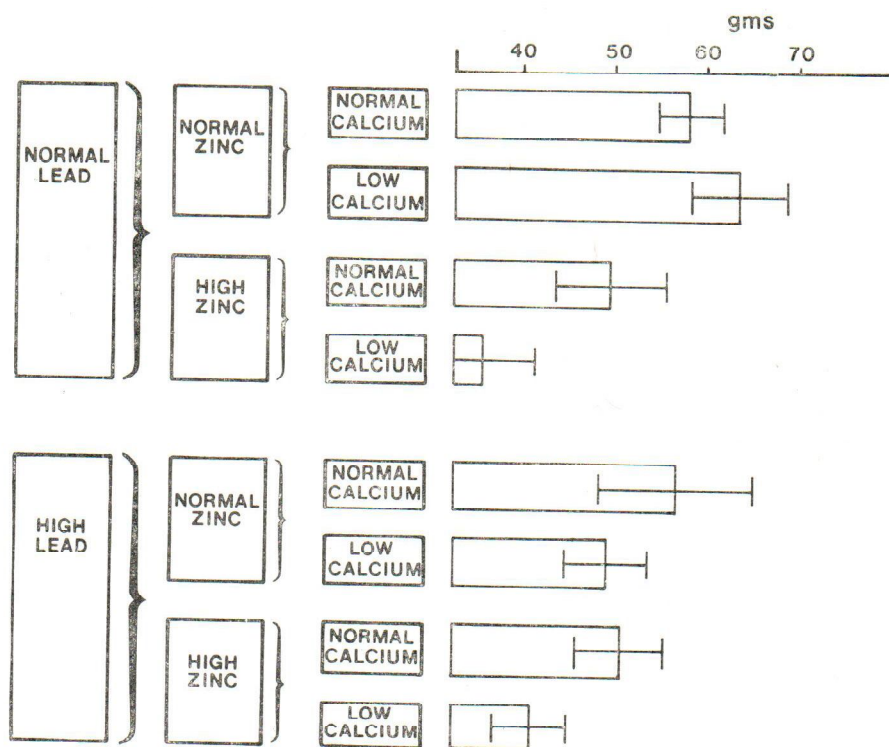 gms
40 50 60 70
NORMAL
LEAD
NORMAL
ZINC
NORMAL
CALCIUM
LOW
CALCIUM
HIGH
ZINC
NORMAL
CALCIUM
LOW
CALCIUM
HIGH
LEAD
NORMAL
ZINC
NORMAL
CALCIUM
LOW
CALCIUM
HIGH
ZINC
NORMAL
CALCIUM
LOW
CALCIUM